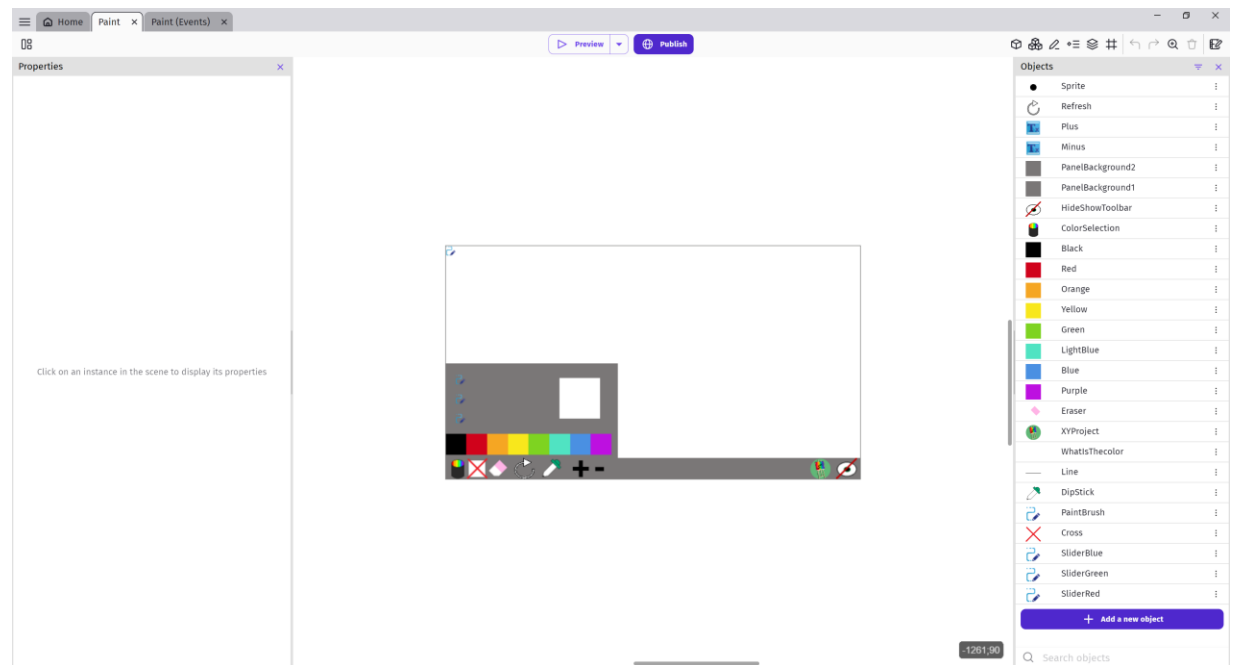 Home
Paint
Paint (Events)
Preview
Publish
Properties
Objects
Click on an instance in the scene to display its properties
Sprite
Refresh
Plus
Minus
PanelBackground2
PanelBackground1
HideShowToolbar
ColorSelection
Black
Red
Orange
Yellow
Green
LightBlue
Blue
Purple
Eraser
XYProject
WhatIsThecolor
Line
DipStick
PaintBrush
Cross
SliderBlue
SliderGreen
SliderRed
+ Add a new object
-1261;90
Search objects